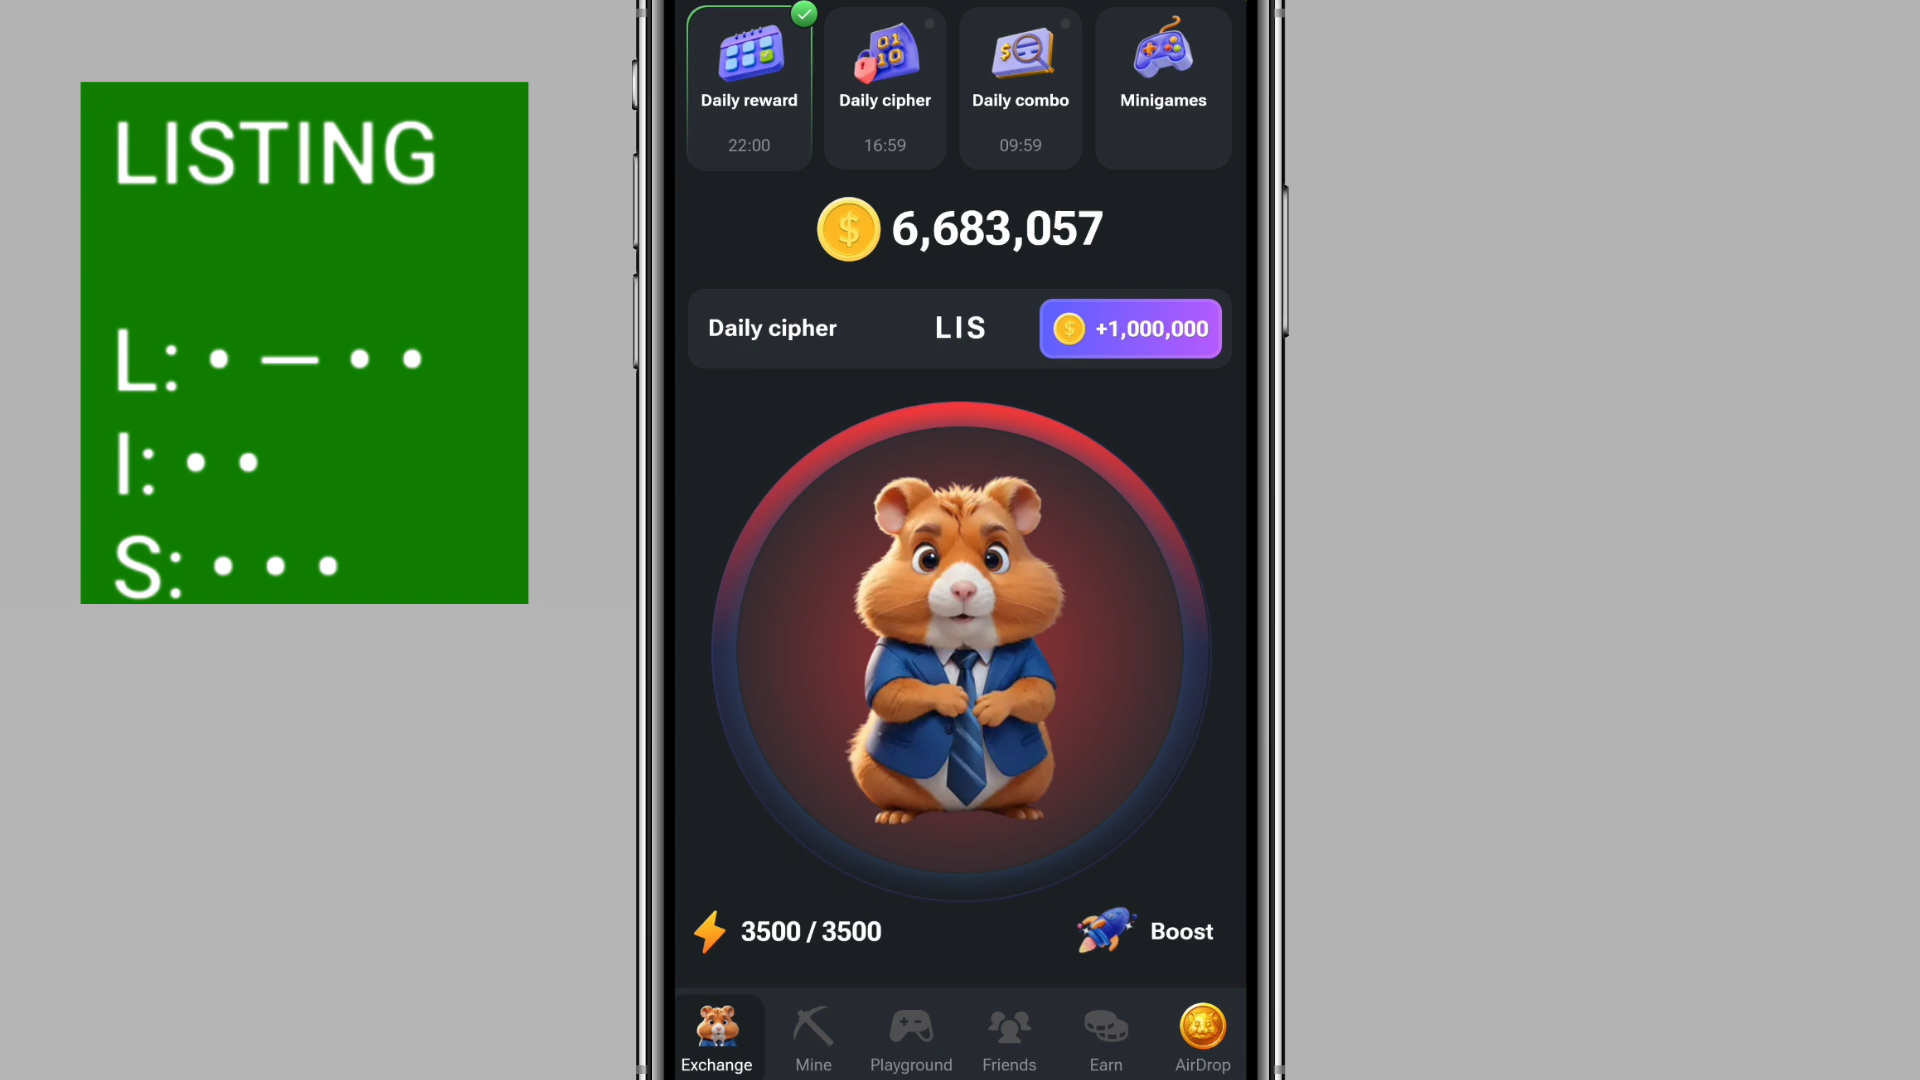 LISTING
L: • — • •
I: • •
S: • • •
Daily reward
22:00
Daily cipher
16:59
Daily combo
09:59
Minigames
6,683,057
Daily cipher LIS +1,000,000
3500 / 3500
Boost
Exchange Mine Playground Friends Earn AirDrop